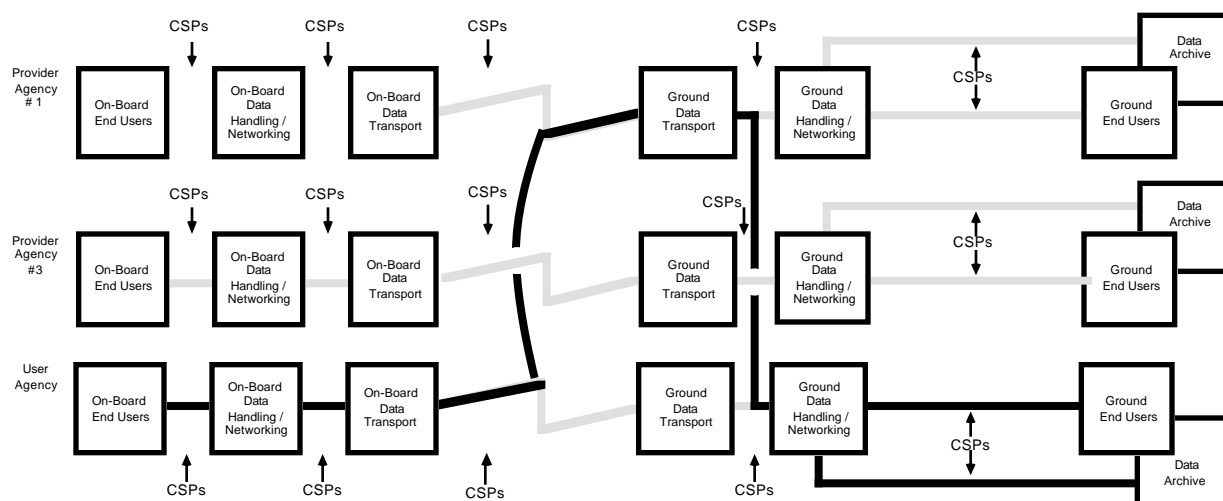 CSPs
CSPs
CSPs
CSPs
Provider
Agency
# 1
On-Board
End Users
On-Board
Data
Handling /
Networking
On-Board
Data
Transport
Ground
Data
Transport
Ground
Data
Handling /
Networking
CSPs
Ground
End Users
Data
Archive
CSPs
CSPs
CSPs
CSPs
Provider
Agency
#3
On-Board
End Users
On-Board
Data
Handling /
Networking
On-Board
Data
Transport
Ground
Data
Transport
Ground
Data
Handling /
Networking
CSPs
Ground
End Users
Data
Archive
User
Agency
On-Board
End Users
On-Board
Data
Handling /
Networking
On-Board
Data
Transport
Ground
Data
Transport
Ground
Data
Handling /
Networking
CSPs
Ground
End Users
Data
Archive
CSPs
CSPs
CSPs
CSPs